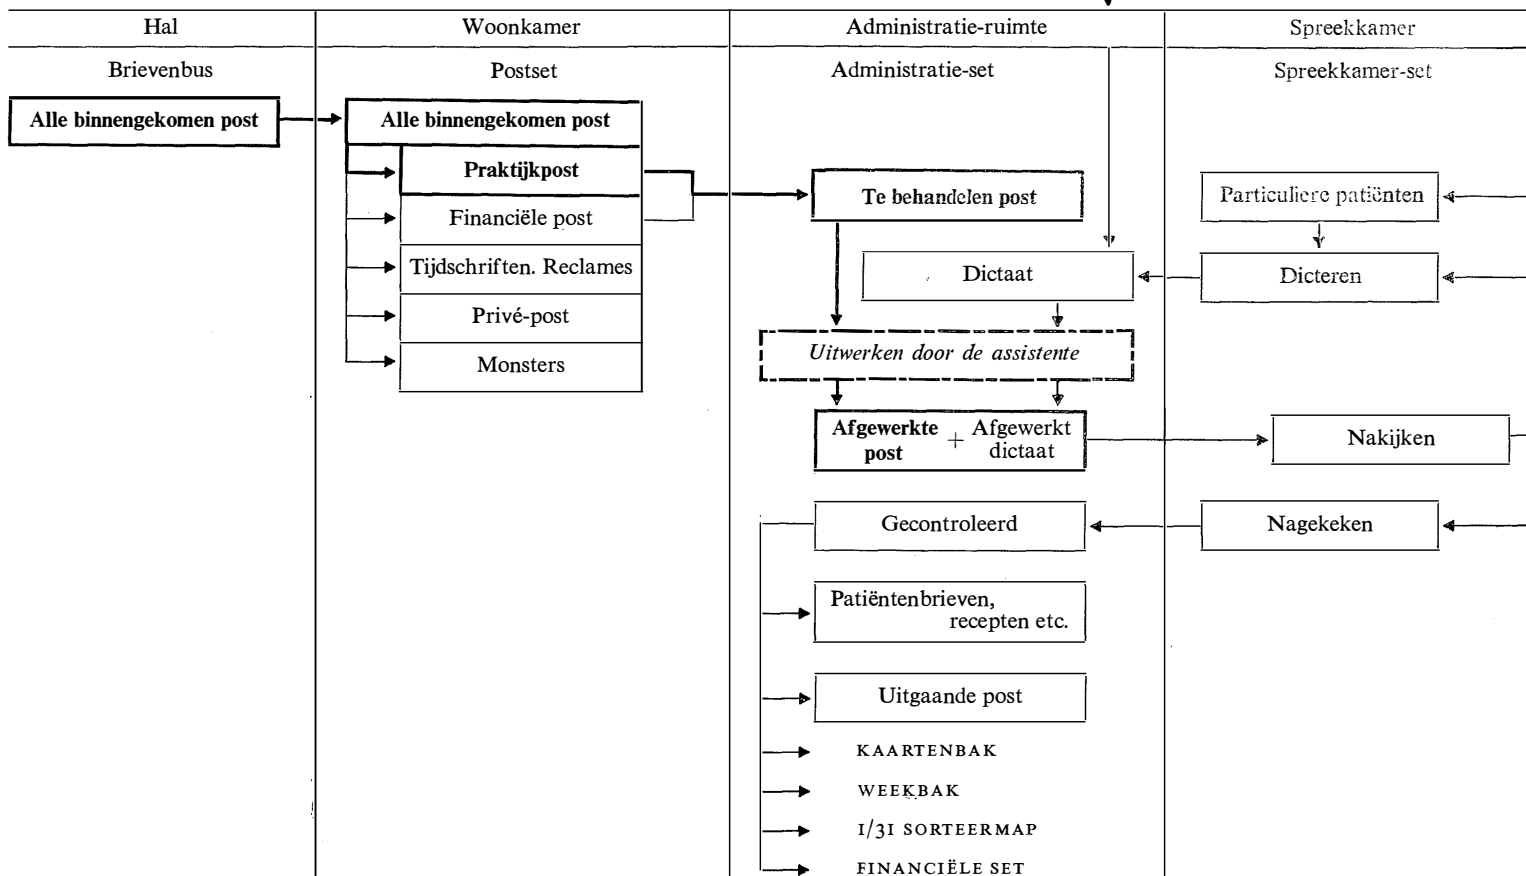 Hal
Woonkamer
Administratie-ruimte
Spreekkamer
Brievenbus
Postset
Administratie-set
Spreekkamer-set
Alle binnengekomen post
Alle binnengekomen post
Praktijkpost
Financiële post
Tijdschriften. Reclames
Privé-post
Monsters
Te behandelen post
Dictaat
Uitwerken door de assistente
Afgewerkte
post
+
Afgewerkt
dictaat
Gecontroleerd
Patiëntenbrieven,
recepten etc.
Uitgaande post
KAARTENBAK
WEEKBAK
1/31 SORTEERMAP
FINANCIËLE SET
Particuliere patiënten
Dicteren
Nakijken
Nagekeken